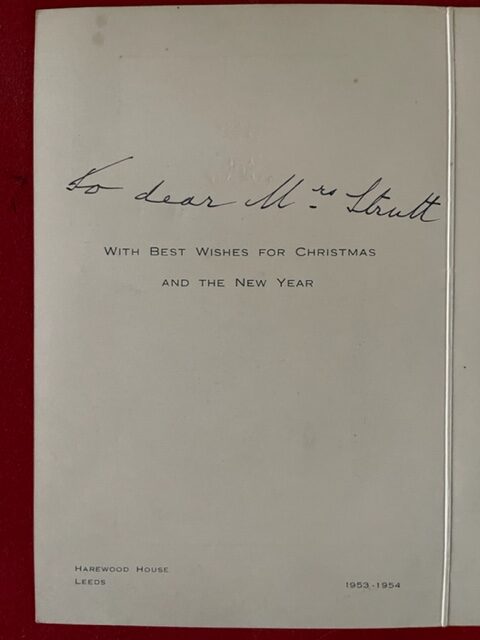 To dear Mrs Strutt
With Best Wishes for Christmas
and the New Year
Harewood House
Leeds
1953-1954